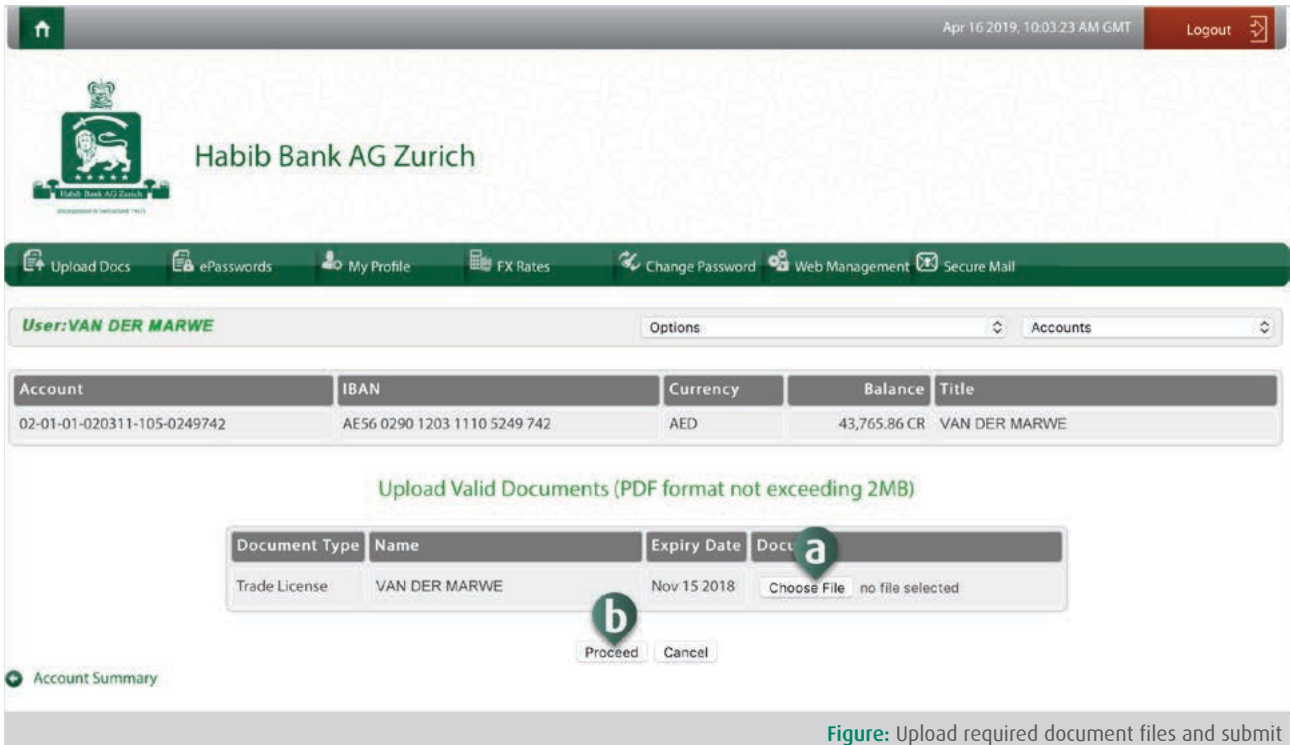 Apr 16 2019, 10:03:23 AM GMT Logout
Habib Bank AG Zurich
Habib Bank AG Zurich
Upload Docs ePasswords My Profile FX Rates Change Password Web Management Secure Mail
User:VAN DER MARWE Options Accounts
Account IBAN Currency Balance Title
02-01-01-020311-105-0249742 AE56 0290 1203 1110 5249 742 AED 43,765.86 CR VAN DER MARWE
Upload Valid Documents (PDF format not exceeding 2MB)
Document Type Name Expiry Date a
Trade License VAN DER MARWE Nov 15 2018 Choose File no file selected
b
Proceed Cancel
Account Summary
Figure: Upload required document files and submit